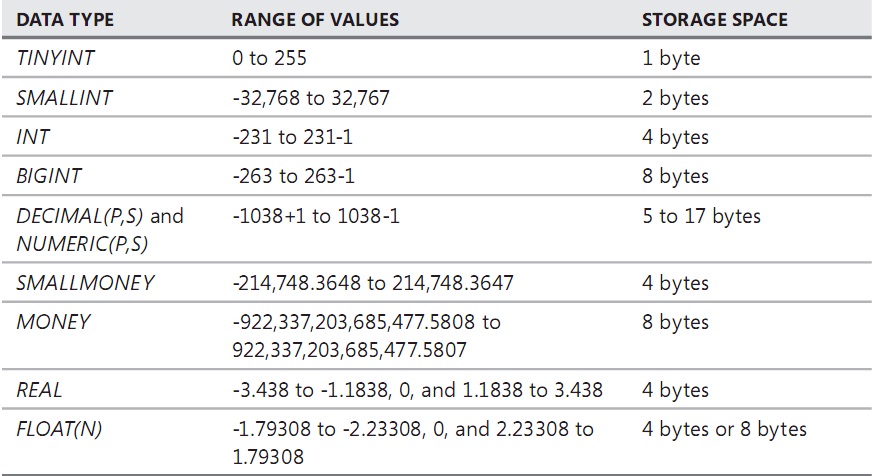 DATA TYPE RANGE OF VALUES STORAGE SPACE
TINYINT 0 to 255 1 byte
SMALLINT -32,768 to 32,767 2 bytes
INT -231 to 231-1 4 bytes
BIGINT -263 to 263-1 8 bytes
DECIMAL(P,S) and -1038+1 to 1038-1 5 to 17 bytes
NUMERIC(P,S)
SMALLMONEY -214,748.3648 to 214,748.3647 4 bytes
MONEY -922,337,203,685,477.5808 to 8 bytes
922,337,203,685,477.5807
REAL -3.438 to -1.1838, 0, and 1.1838 to 3.438 4 bytes
FLOAT(N) -1.79308 to -2.23308, 0, and 2.23308 to 4 bytes or 8 bytes
1.79308